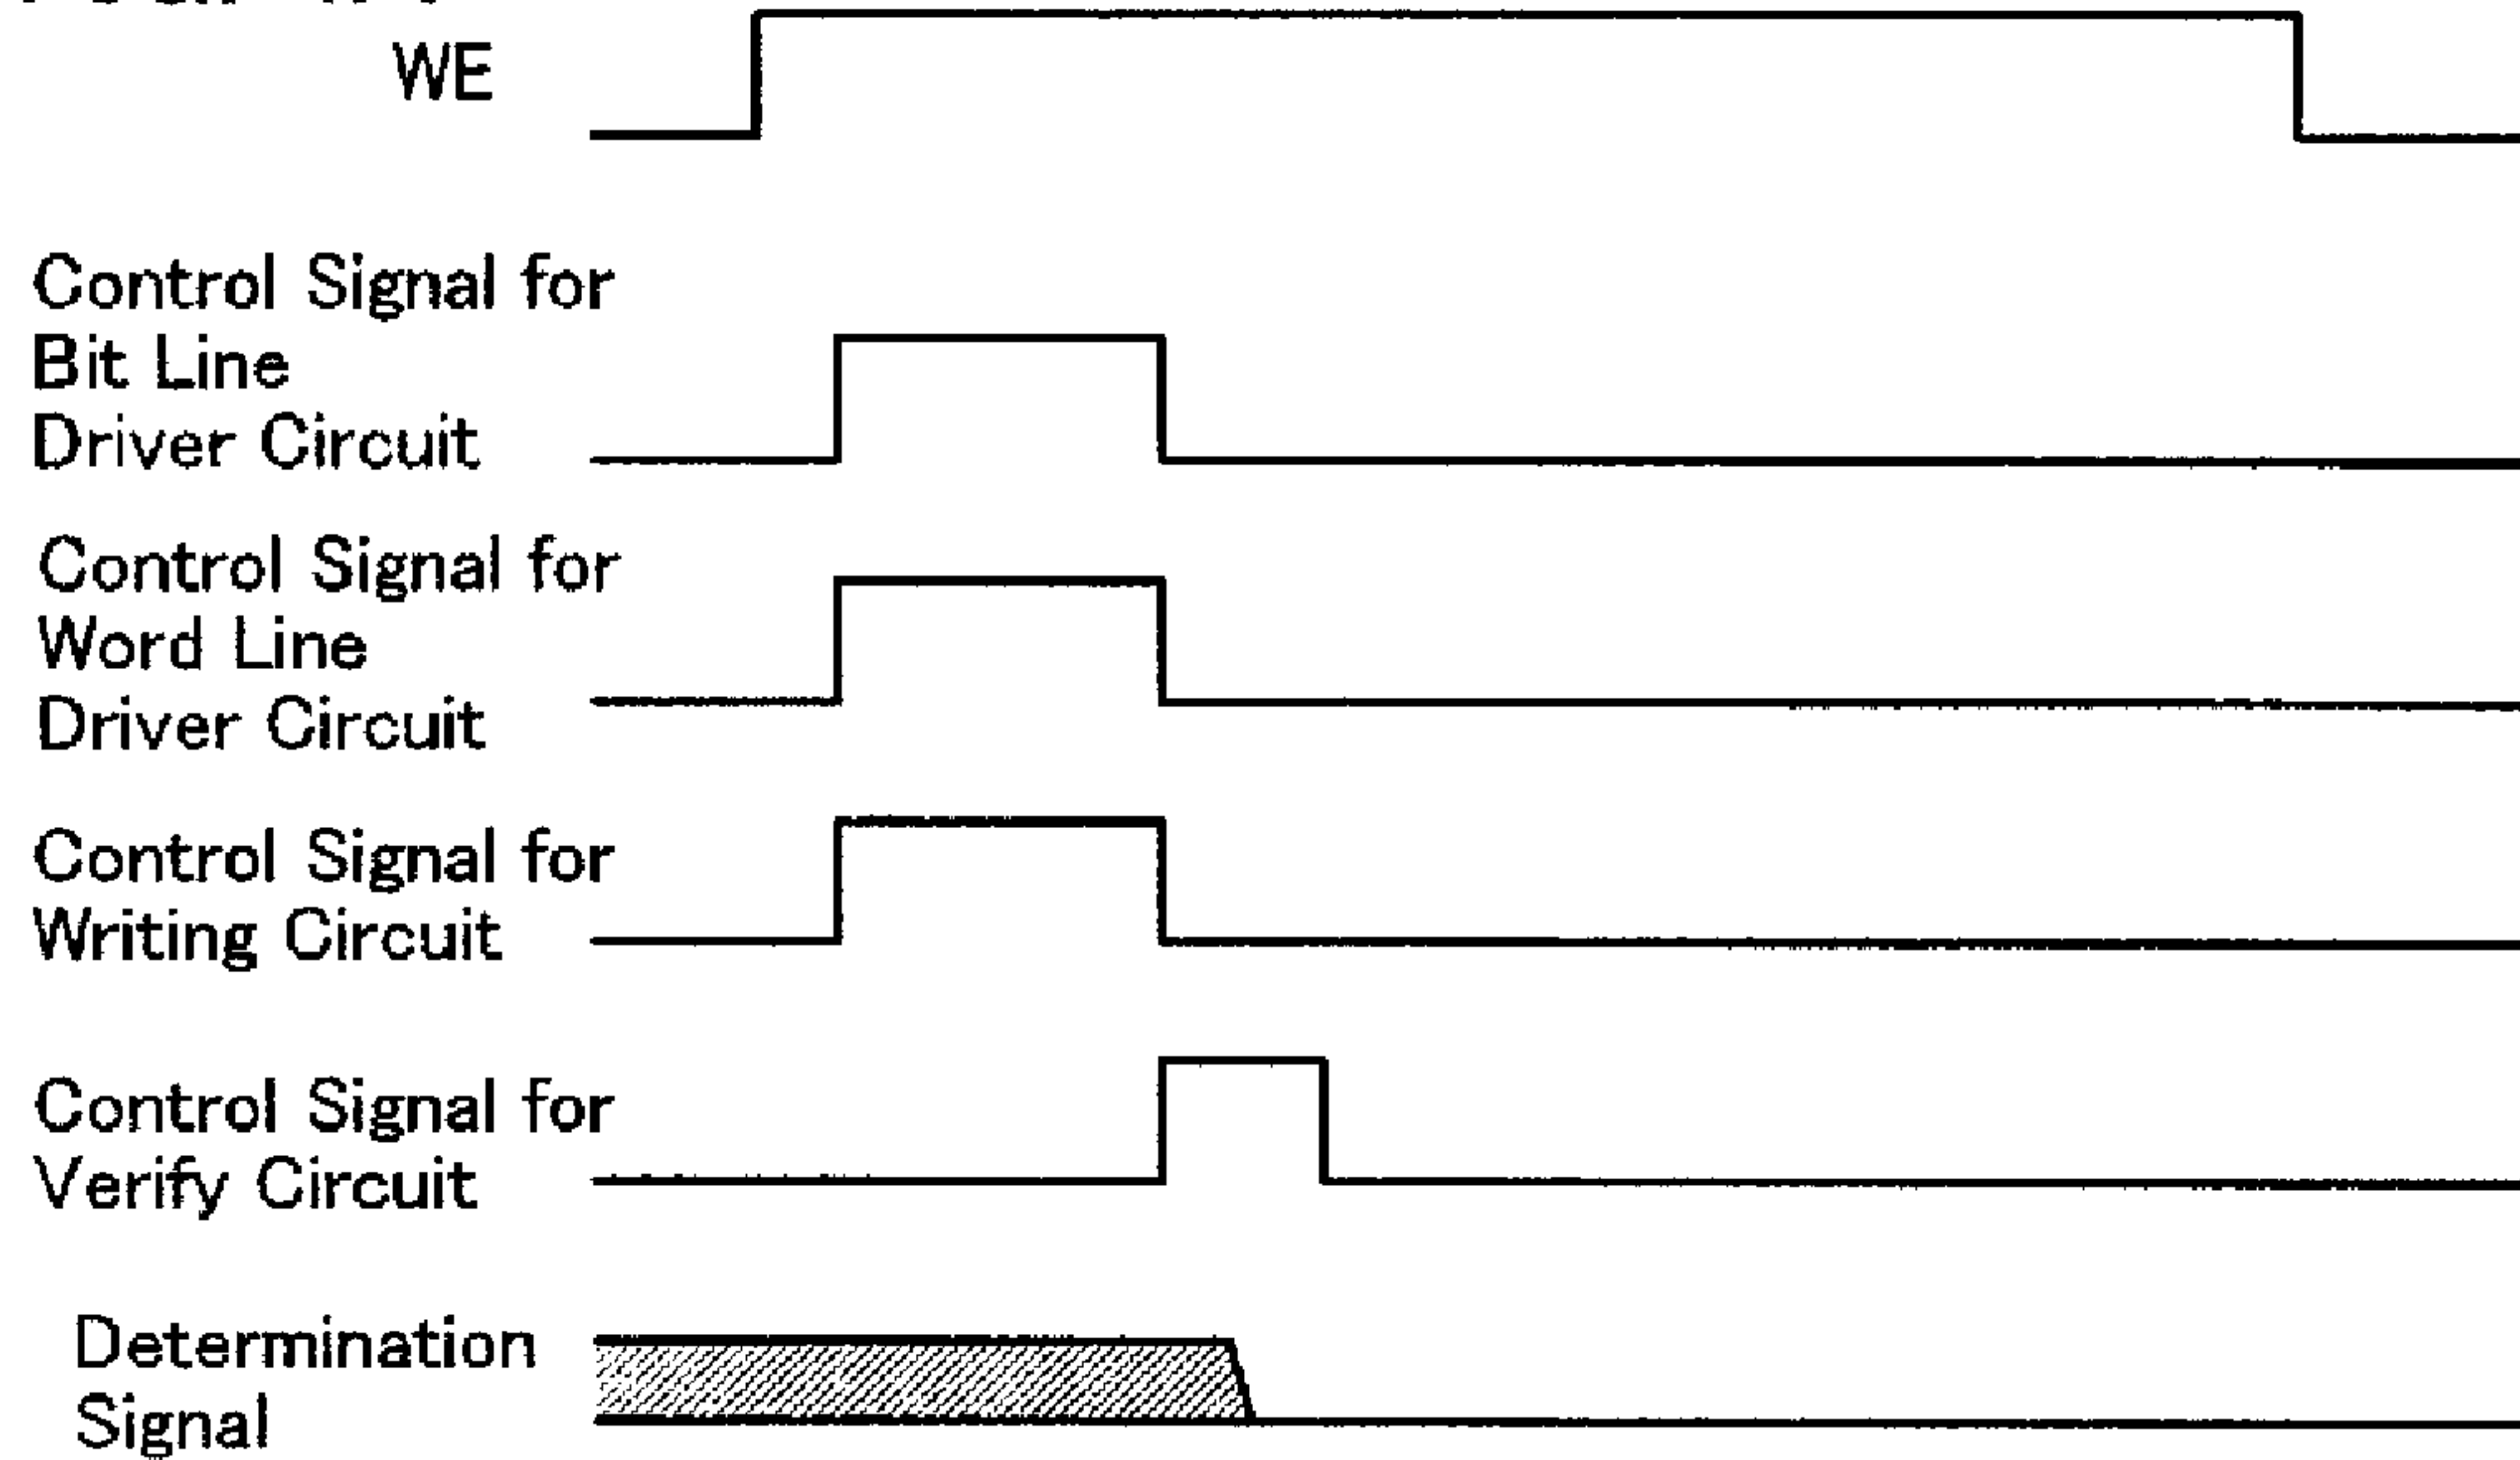 WE
Control Signal for
Bit Line
Driver Circuit
Control Signal for
Word Line
Driver Circuit
Control Signal for
Writing Circuit
Control Signal for
Verify Circuit
Determination
Signal